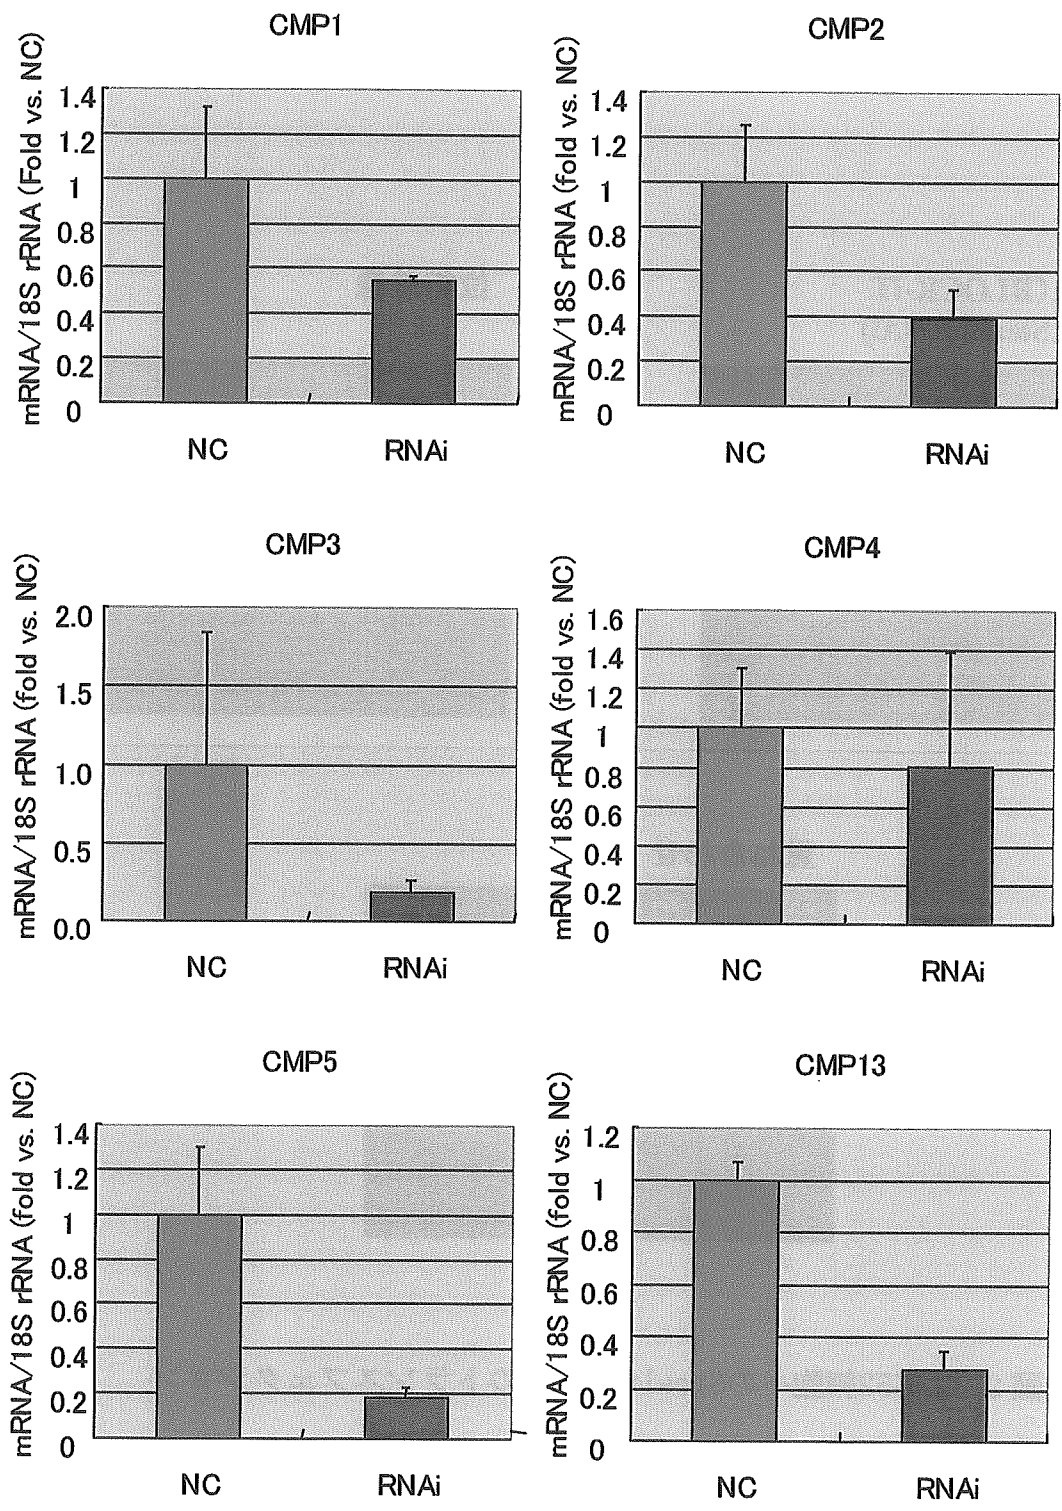 CMP1
mRNA/18S rRNA (Fold vs. NC)
1.4
1.2
1
0.8
0.6
0.4
0.2
0
NC RNAi
CMP2
mRNA/18S rRNA (fold vs. NC)
1.4
1.2
1
0.8
0.6
0.4
0.2
0
NC RNAi
CMP3
mRNA/18S rRNA (fold vs. NC)
2.0
1.5
1.0
0.5
0.0
NC RNAi
CMP4
mRNA/18S rRNA (fold vs. NC)
1.6
1.4
1.2
1
0.8
0.6
0.4
0.2
0
NC RNAi
CMP5
mRNA/18S rRNA (fold vs. NC)
1.4
1.2
1
0.8
0.6
0.4
0.2
0
NC RNAi
CMP13
mRNA/18S rRNA (fold vs. NC)
1.2
1
0.8
0.6
0.4
0.2
0
NC RNAi